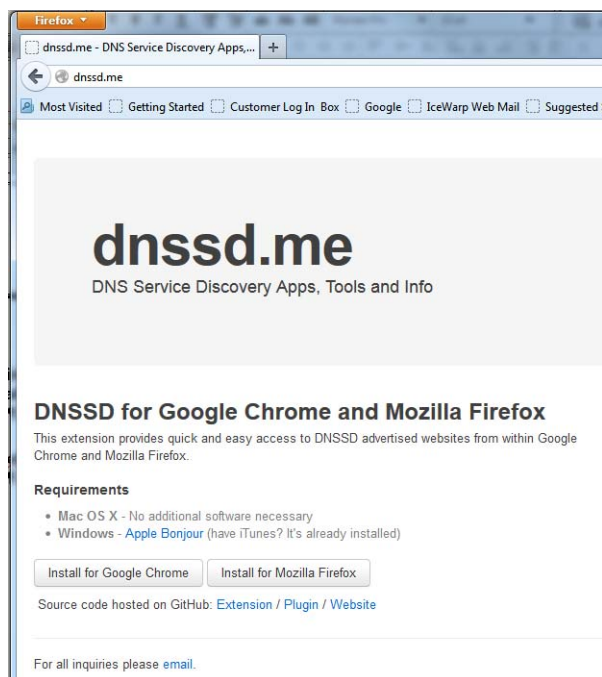 Firefox
dnssd.me - DNS Service Discovery Apps,... +
dnssd.me
Most Visited Getting Started Customer Log In Box Google IceWarp Web Mail Suggested
dnssd.me
DNS Service Discovery Apps, Tools and Info
DNSSD for Google Chrome and Mozilla Firefox
This extension provides quick and easy access to DNSSD advertised websites from within Google
Chrome and Mozilla Firefox.
Requirements
• Mac OS X - No additional software necessary
• Windows - Apple Bonjour (have iTunes? It's already installed)
Install for Google Chrome Install for Mozilla Firefox
Source code hosted on GitHub: Extension / Plugin / Website
For all inquiries please email.